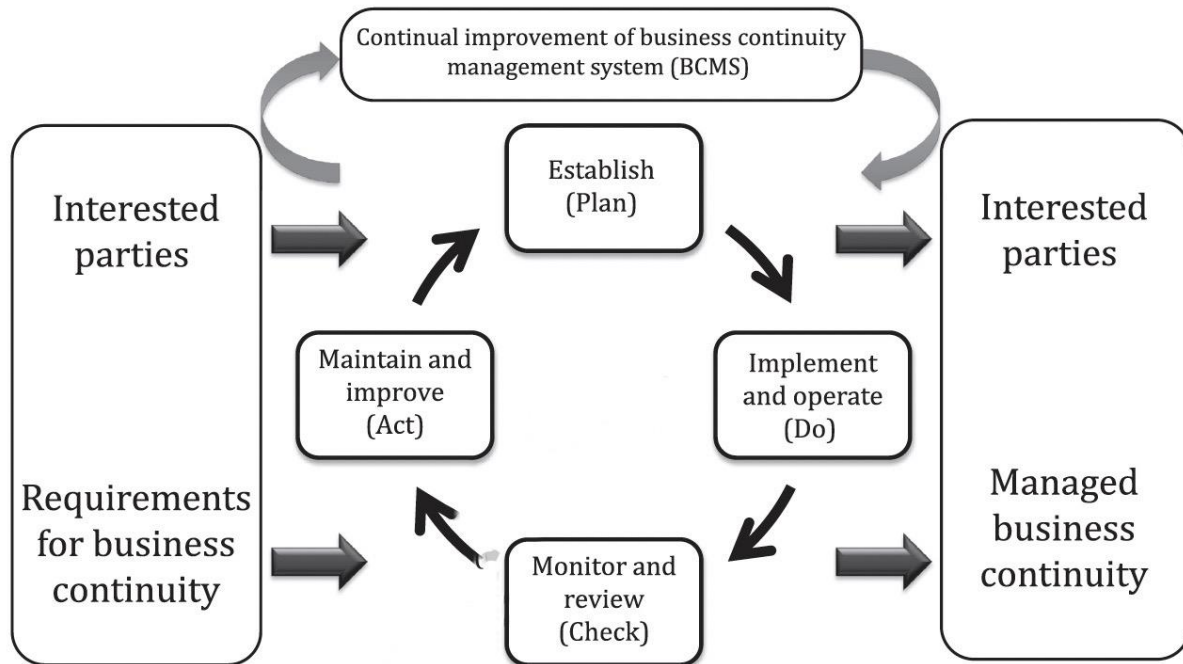 Continual improvement of business continuity
management system (BCMS)
Interested
parties
Requirements
for business
continuity
Establish
(Plan)
Implement
and operate
(Do)
Monitor and
review
(Check)
Maintain and
improve
(Act)
Interested
parties
Managed
business
continuity